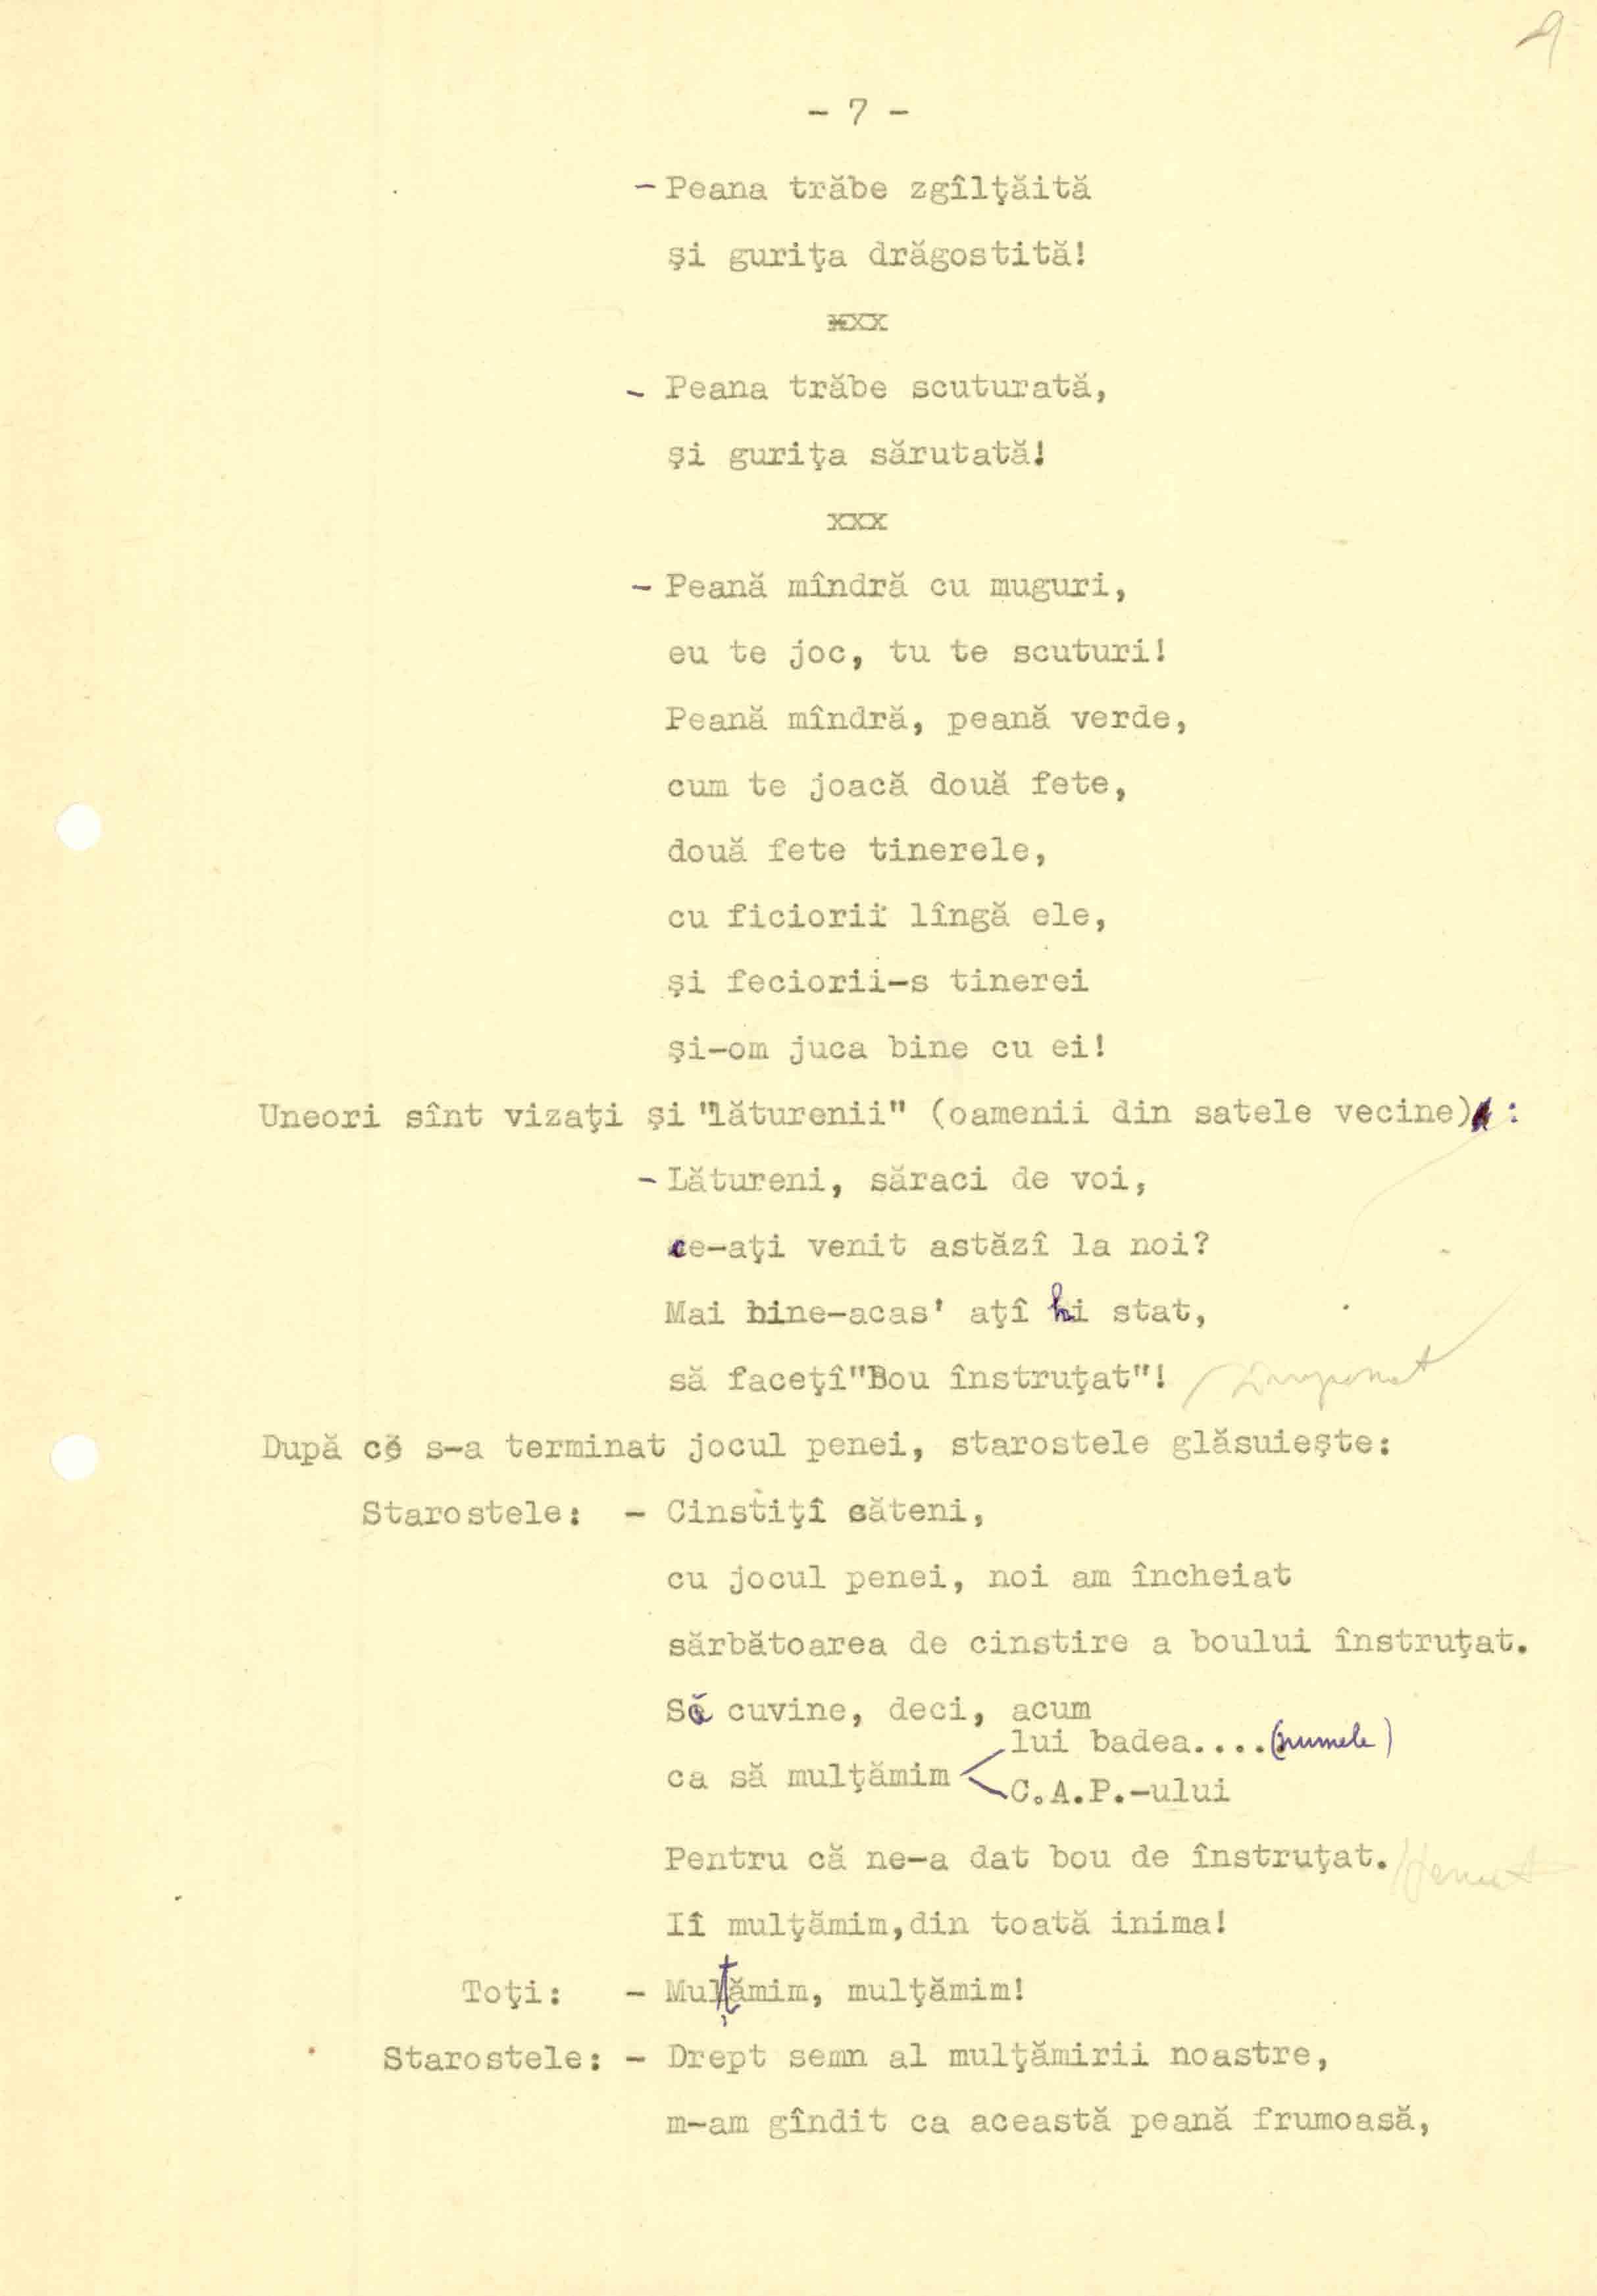 9
- 7 -
- Peana trăbe zgîlţăită
şi guriţa drăgostită!
xxx
- Peana trăbe scuturată,
şi guriţa sărutată!
xxx
- Peană mîndră cu muguri,
eu te joc, tu te scuturi!
Peană mîndră, peană verde,
cum te joacă două fete,
două fete tinerele,
cu ficiorii lîngă ele,
şi feciorii-s tinerei
şi-om juca bine cu ei!
Uneori sînt vizaţi şi "lăturenii" (oamenii din satele vecine) :
- Lătureni, săraci de voi,
ce-aţi venit astăzî la noi?
Mai bine-acas' aţî hi stat,
să faceţî"Bou înstruţat"!
După ce s-a terminat jocul penei, starostele glăsuieşte:
Starostele: - Cinstiţî săteni,
cu jocul penei, noi am încheiat
sărbătoarea de cinstire a boului înstruţat.
Să cuvine, deci, acum
lui badea....(numele)
ca să mulţămim
C.A.P.-ului
Pentru că ne-a dat bou de înstruţat.
Iî mulţămim,din toată inima!
Toţi: - Mulţămim, mulţămim!
Starostele: - Drept semn al mulţămirii noastre,
m-am gîndit ca această peană frumoasă,